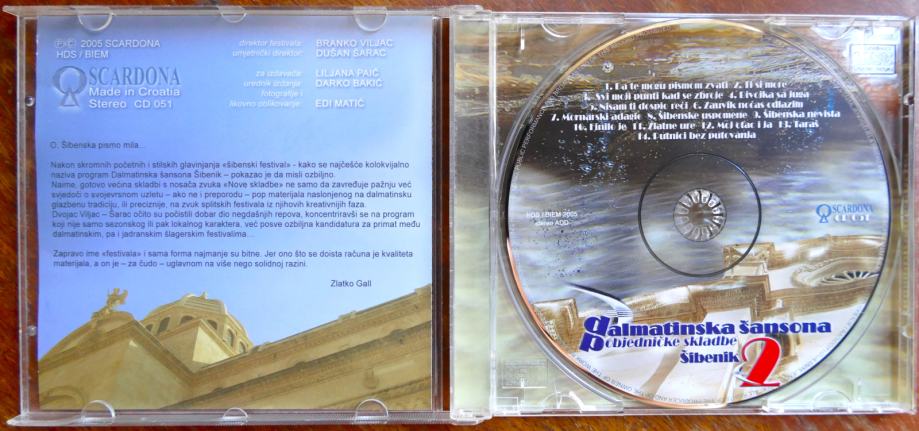 ℗© 2005 SCARDONA
HDS / BIEM
SCARDONA
Made in Croatia
Stereo CD 051
direktor festivala: BRANKO VILJAC
umjetnički direktor: DUŠAN ŠARAC
za izdavača: LILJANA PAIĆ
urednik izdanja: DARKO BAKIĆ
fotografije i
likovno oblikovanje: EDI MATIĆ
O, Šibenska pismo mila...
Nakon skromnih početnih i stilskih glavinjanja «šibenski festival» - kako se najčešće kolokvijalno
naziva program Dalmatinska šansona Šibenik – pokazao je da misli ozbiljno.
Naime, gotovo većina skladbi s nosača zvuka «Nove skladbe» ne samo da zavređuje pažnju već
svjedoči o svojevrsnom uzletu – ako ne i preporodu – pop materijala naslonjenog na dalmatinsku
glazbenu tradiciju, ili preciznije, na zvuk splitskih festivala iz njihovih kreativnijih faza.
Dvojac Viljac – Šarac očito su počistili dobar dio negdašnjih repova, koncentriravši se na program
koji nije samo sezonskog ili pak lokalnog karaktera, već posve ozbiljna kandidatura za primat među
dalmatinskim, pa i jadranskim šlagerskim festivalima...
Zapravo ime «festivala» i sama forma najmanje su bitne. Jer ono što se doista računa je kvaliteta
materijala, a on je – za čudo – uglavnom na više nego solidnoj razini.
Zlatko Gall
1. Da te mogu pismom zvati 2. Ti si more
3. Svi moji punti kad se zbroje 4. Divojka sa juga
5. Nisam ti dospio reći 6. Zauvik noćas odlazim
7. Mornarski adagio 8. Šibenske uspomene 9. Šibenska nevista
10. Finilo je 11. Zlatne ure 12. Moj otac i ja 13. Taraš
14. Putnici bez putovanja
HDS / BIEM 2005
stereo AOD
SCARDONA
CD 051
dalmatinska šansona
pobjedničke skladbe
Šibenik 2